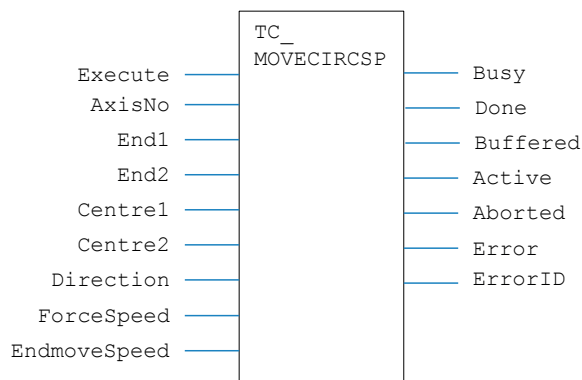 TC_
MOVECIRCSP
Execute
AxisNo
End1
End2
Centre1
Centre2
Direction
ForceSpeed
EndmoveSpeed
Busy
Done
Buffered
Active
Aborted
Error
ErrorID